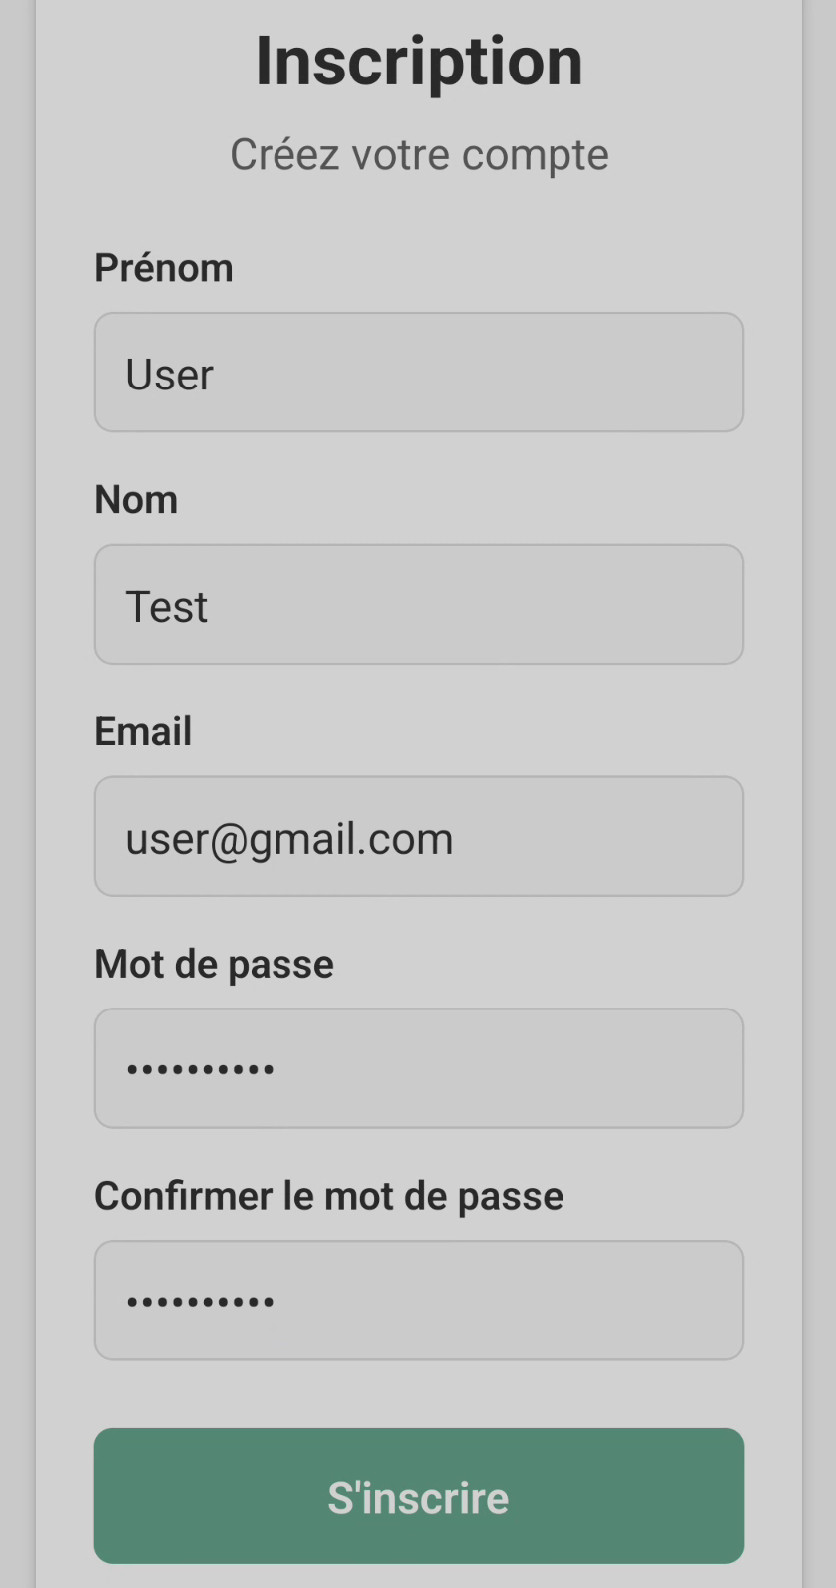 Inscription
Créez votre compte
Prénom
User
Nom
Test
Email
user@gmail.com
Mot de passe
••••••••••
Confirmer le mot de passe
••••••••••
S'inscrire